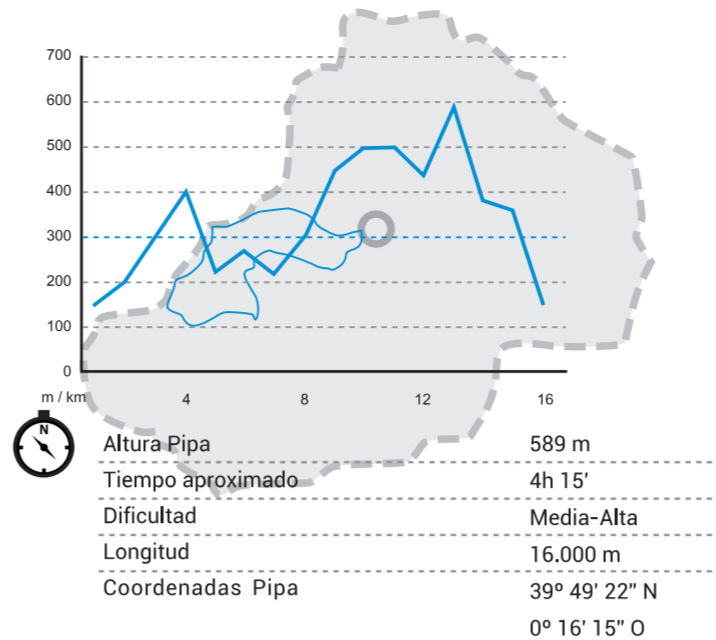 700
600
500
400
300
200
100
0
m / km 4 8 12 16
N
Altura Pipa 589 m
Tiempo aproximado 4h 15'
Dificultad Media-Alta
Longitud 16.000 m
Coordenadas Pipa 39º 49' 22" N
0º 16' 15" O